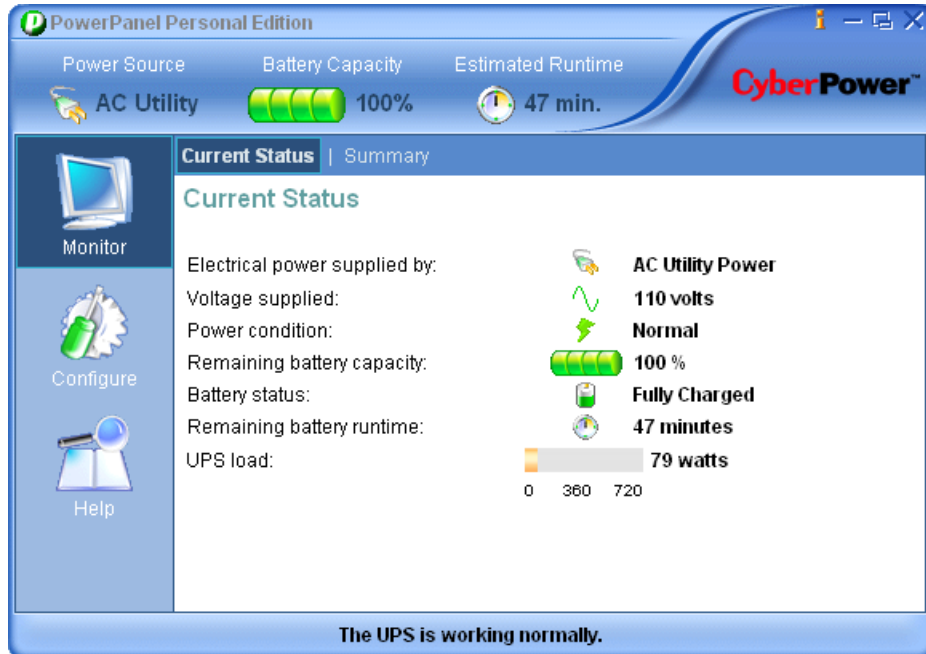 PowerPanel Personal Edition
Power Source Battery Capacity Estimated Runtime
AC Utility 100% 47 min.
CyberPower™
Current Status | Summary
Current Status
Monitor
Electrical power supplied by: AC Utility Power
Voltage supplied: 110 volts
Power condition: Normal
Remaining battery capacity: 100 %
Configure
Battery status: Fully Charged
Remaining battery runtime: 47 minutes
UPS load: 79 watts
0 360 720
Help
The UPS is working normally.